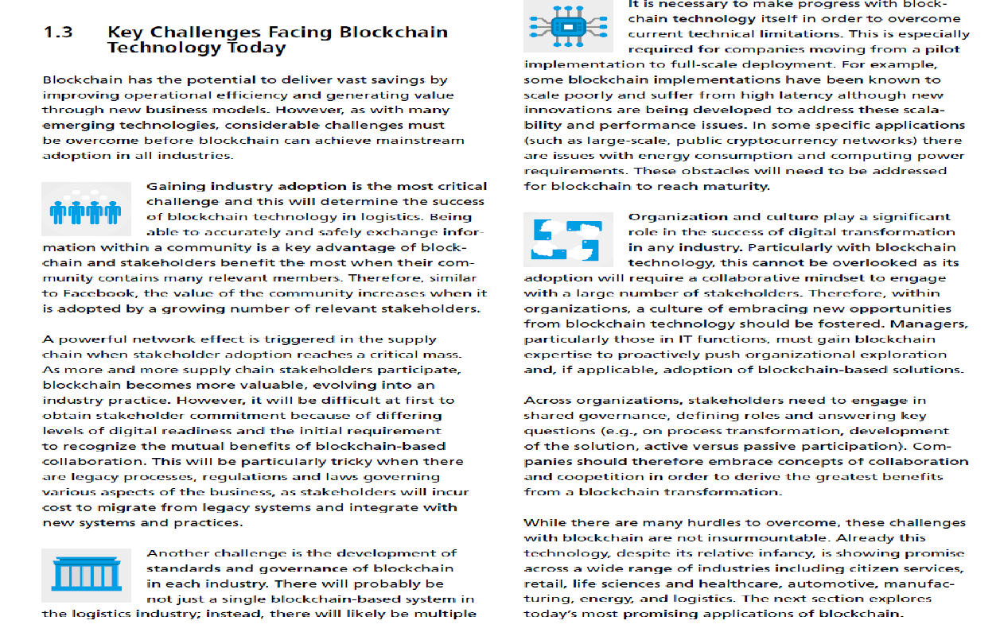 1.3 Key Challenges Facing Blockchain
Technology Today
Blockchain has the potential to deliver vast savings by
improving operational efficiency and generating value
through new business models. However, as with many
emerging technologies, considerable challenges must
be overcome before blockchain can achieve mainstream
adoption in all industries.
Gaining industry adoption is the most critical
challenge and this will determine the success
of blockchain technology in logistics. Being
able to accurately and safely exchange infor-
mation within a community is a key advantage of block-
chain and stakeholders benefit the most when their com-
munity contains many relevant members. Therefore, similar
to Facebook, the value of the community increases when it
is adopted by a growing number of relevant stakeholders.
A powerful network effect is triggered in the supply
chain when stakeholder adoption reaches a critical mass.
As more and more supply chain stakeholders participate,
blockchain becomes more valuable, evolving into an
industry practice. However, it will be difficult at first to
obtain stakeholder commitment because of differing
levels of digital readiness and the initial requirement
to recognize the mutual benefits of blockchain-based
collaboration. This will be particularly tricky when there
are legacy processes, regulations and laws governing
various aspects of the business, as stakeholders will incur
cost to migrate from legacy systems and integrate with
new systems and practices.
Another challenge is the development of
standards and governance of blockchain
in each industry. There will probably be
not just a single blockchain-based system in
the logistics industry; instead, there will likely be multiple
It is necessary to make progress with block-
chain technology itself in order to overcome
current technical limitations. This is especially
required for companies moving from a pilot
implementation to full-scale deployment. For example,
some blockchain implementations have been known to
scale poorly and suffer from high latency although new
innovations are being developed to address these scala-
bility and performance issues. In some specific applications
(such as large-scale, public cryptocurrency networks) there
are issues with energy consumption and computing power
requirements. These obstacles will need to be addressed
for blockchain to reach maturity.
Organization and culture play a significant
role in the success of digital transformation
in any industry. Particularly with blockchain
technology, this cannot be overlooked as its
adoption will require a collaborative mindset to engage
with a large number of stakeholders. Therefore, within
organizations, a culture of embracing new opportunities
from blockchain technology should be fostered. Managers,
particularly those in IT functions, must gain blockchain
expertise to proactively push organizational exploration
and, if applicable, adoption of blockchain-based solutions.
Across organizations, stakeholders need to engage in
shared governance, defining roles and answering key
questions (e.g., on process transformation, development
of the solution, active versus passive participation). Com-
panies should therefore embrace concepts of collaboration
and coopetition in order to derive the greatest benefits
from a blockchain transformation.
While there are many hurdles to overcome, these challenges
with blockchain are not insurmountable. Already this
technology, despite its relative infancy, is showing promise
across a wide range of industries including citizen services,
retail, life sciences and healthcare, automotive, manufac-
turing, energy, and logistics. The next section explores
today's most promising applications of blockchain.